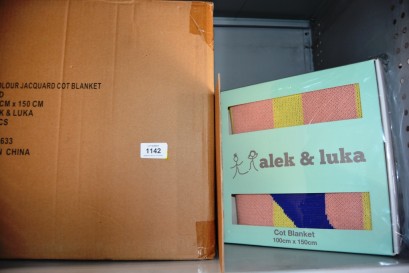 OLOUR JACQUARD COT BLANKET
D
CM x 150 CM
K & LUKA
CS
633
N CHINA
1142
alek & luka
Cot Blanket
100cm x 150cm